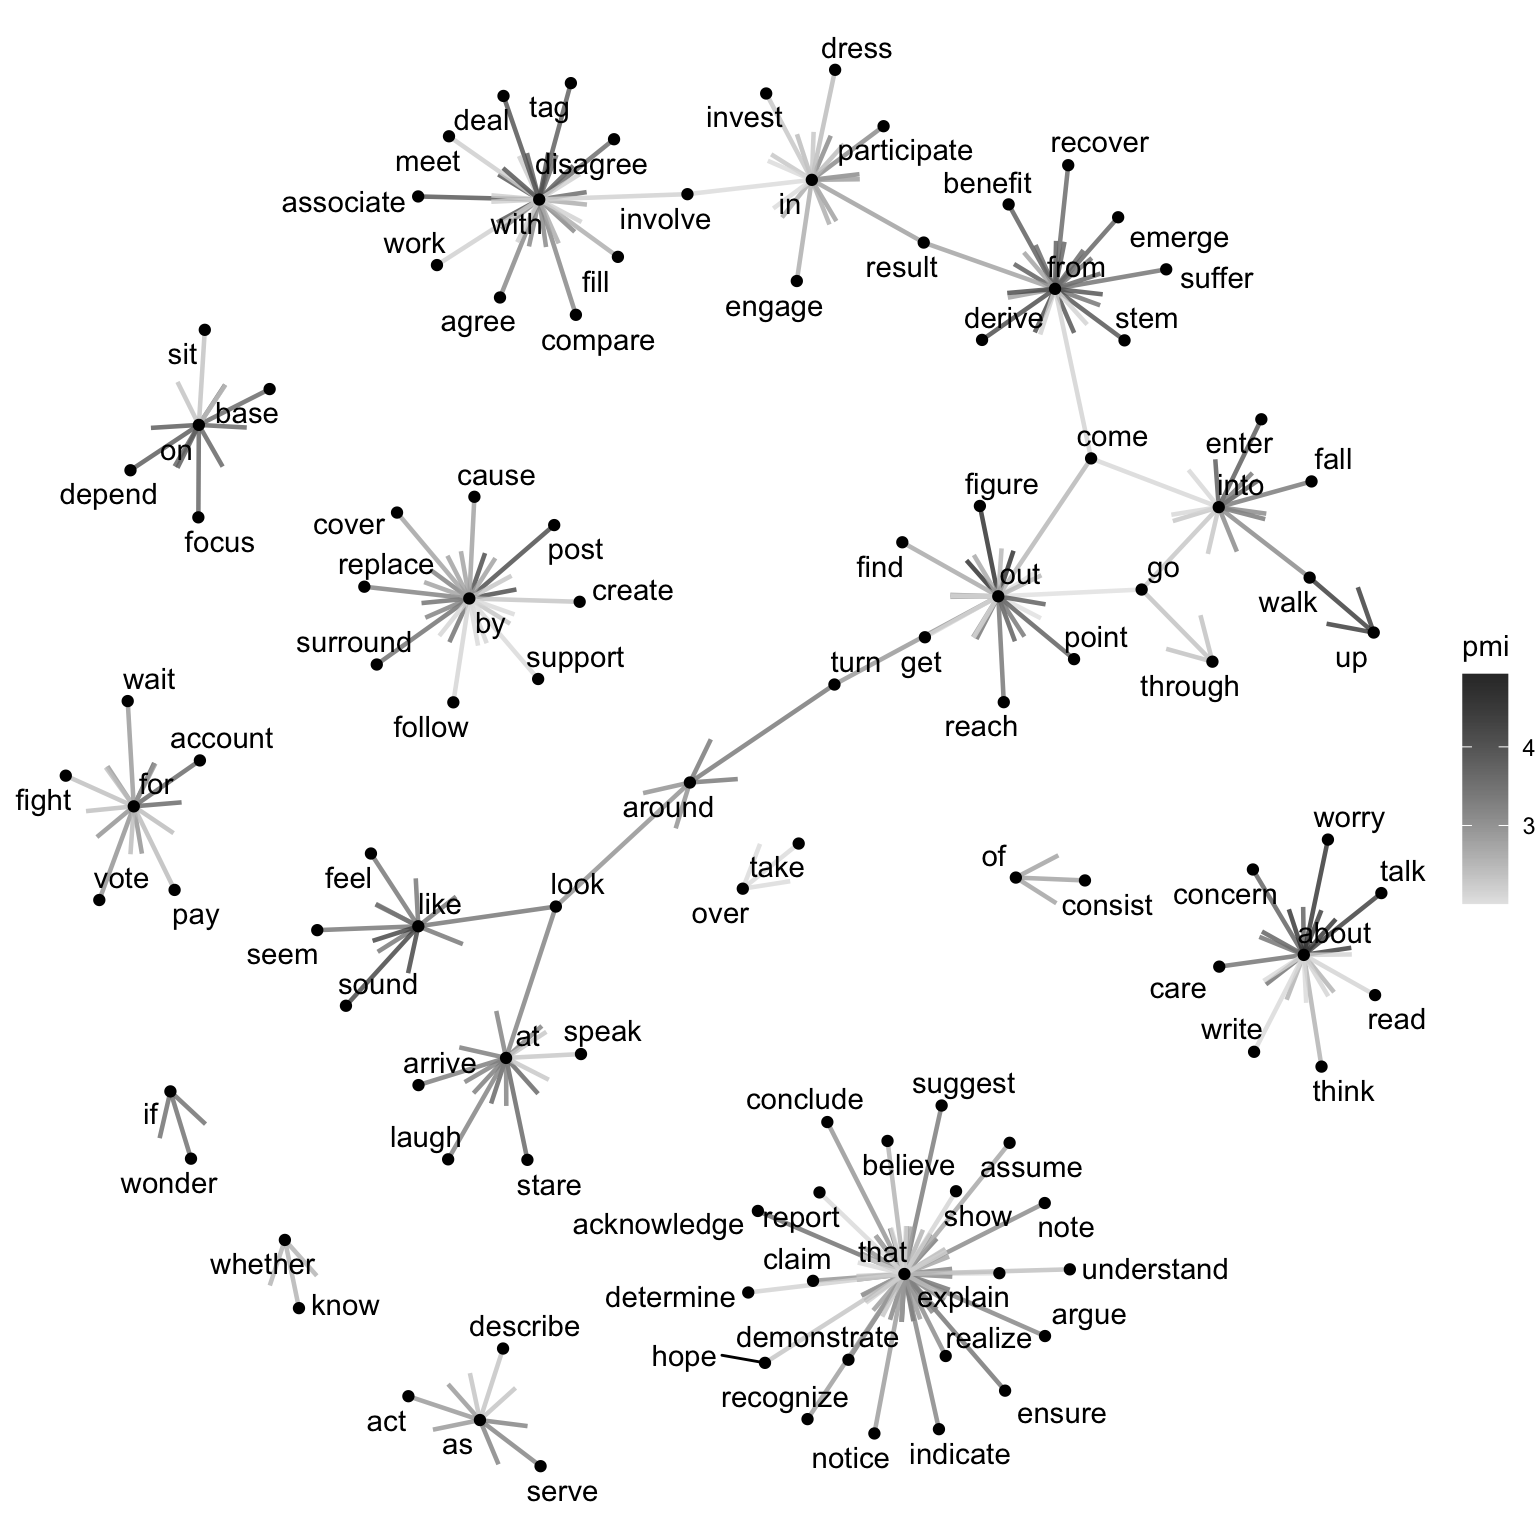 dress
tag
deal
invest
recover
participate
meet
disagree
benefit
associate
in
with
involve
emerge
work
result
from
suffer
fill
engage
derive
stem
agree
compare
sit
base
come
enter
on
fall
cause
figure
into
depend
cover
focus
post
replace
find
out
go
create
walk
by
surround
point
pmi
support
turn
get
up
wait
through
follow
reach
account
4
for
around
fight
worry
3
take
of
talk
vote
feel
look
concern
pay
like
over
consist
about
seem
sound
care
at
speak
write
read
arrive
suggest
think
if
conclude
laugh
believe
assume
wonder
stare
acknowledge
report
show
note
that
whether
claim
understand
know
determine
explain
argue
describe
demonstrate
realize
hope
recognize
act
ensure
as
notice
indicate
serve